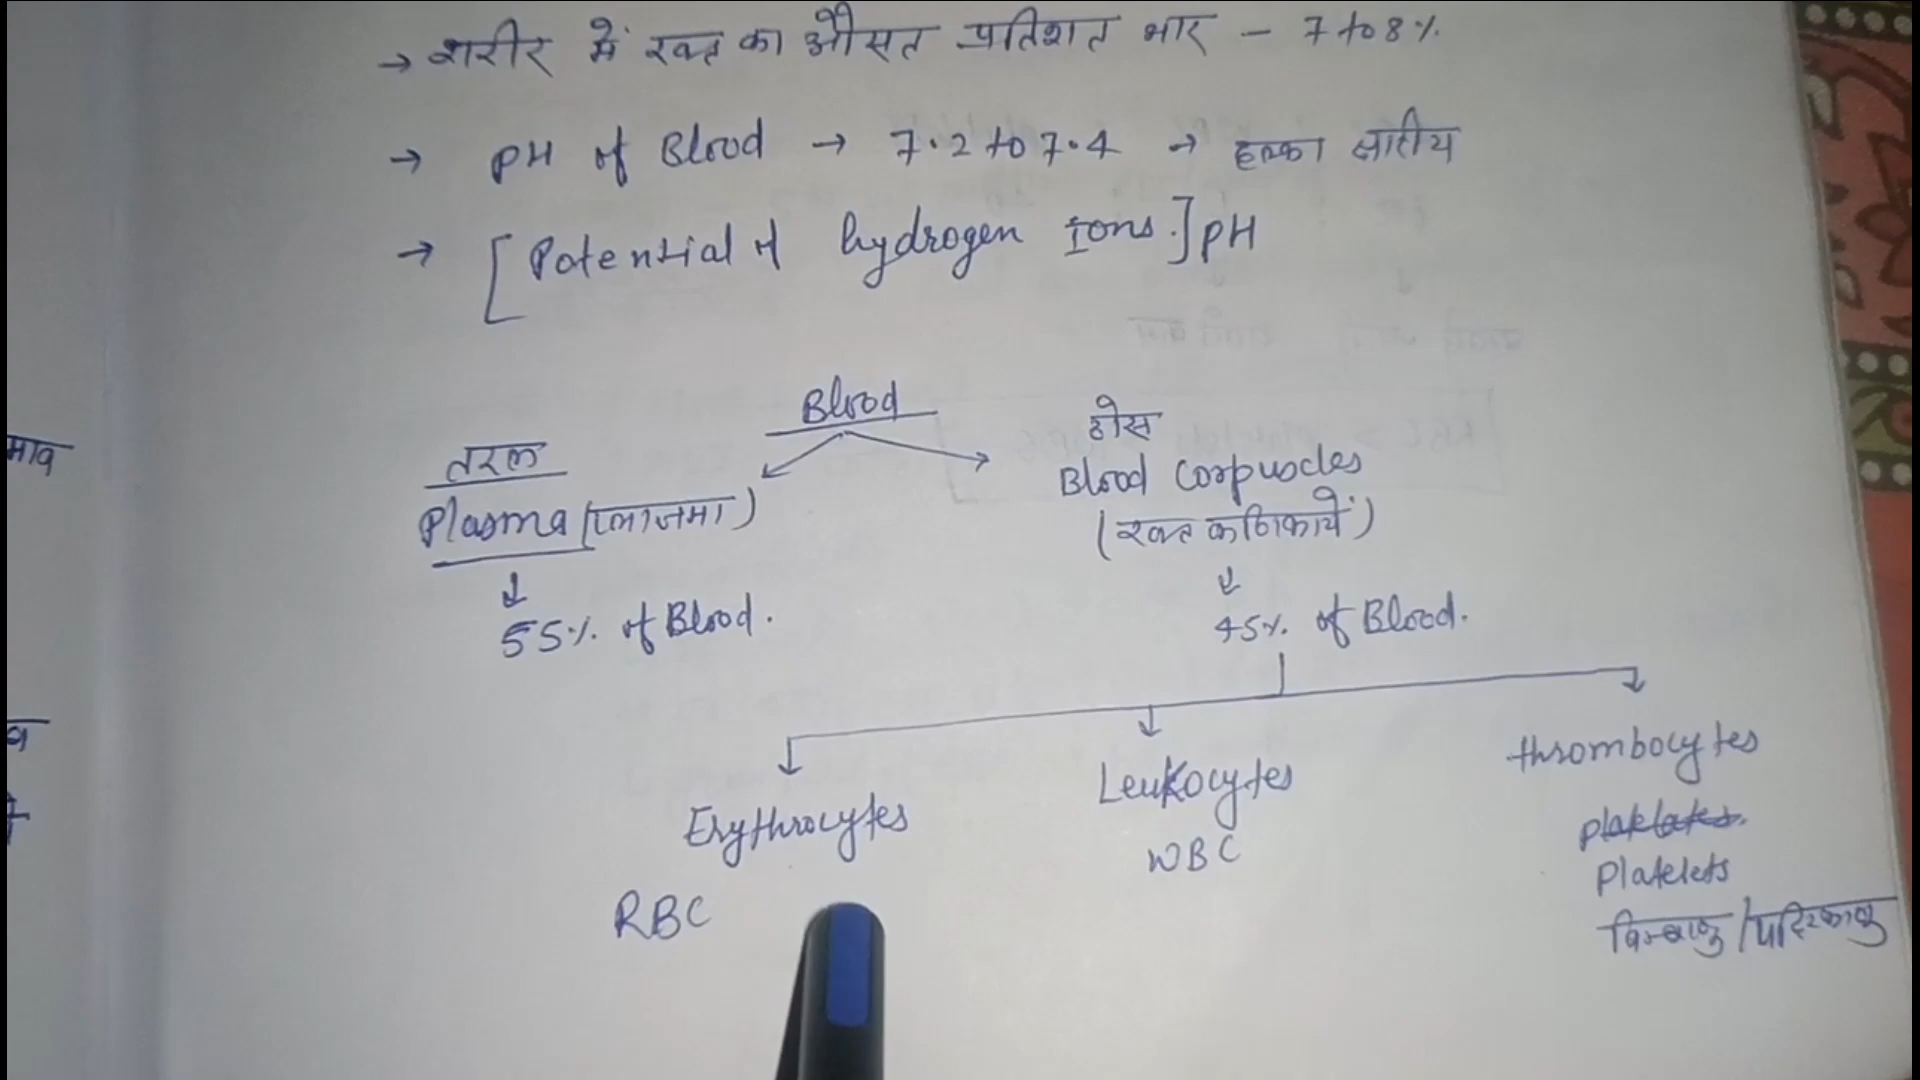 → शरीर में रक्त का औसत प्रतिशत भार – 7 to 8%.
→ pH of Blood → 7.2 to 7.4 → हल्का क्षारीय
→ [Potential of hydrogen Ions.] pH
Blood
तरल
Plasma (प्लाजमा)
↓
55% of Blood.
ठोस
Blood Corpuscles
(रक्त कणिकायें)
↓
45% of Blood.
Erythrocytes
RBC
Leukocytes
WBC
thrombocytes
Platelets
बिम्बाणु/पट्टिकाणु